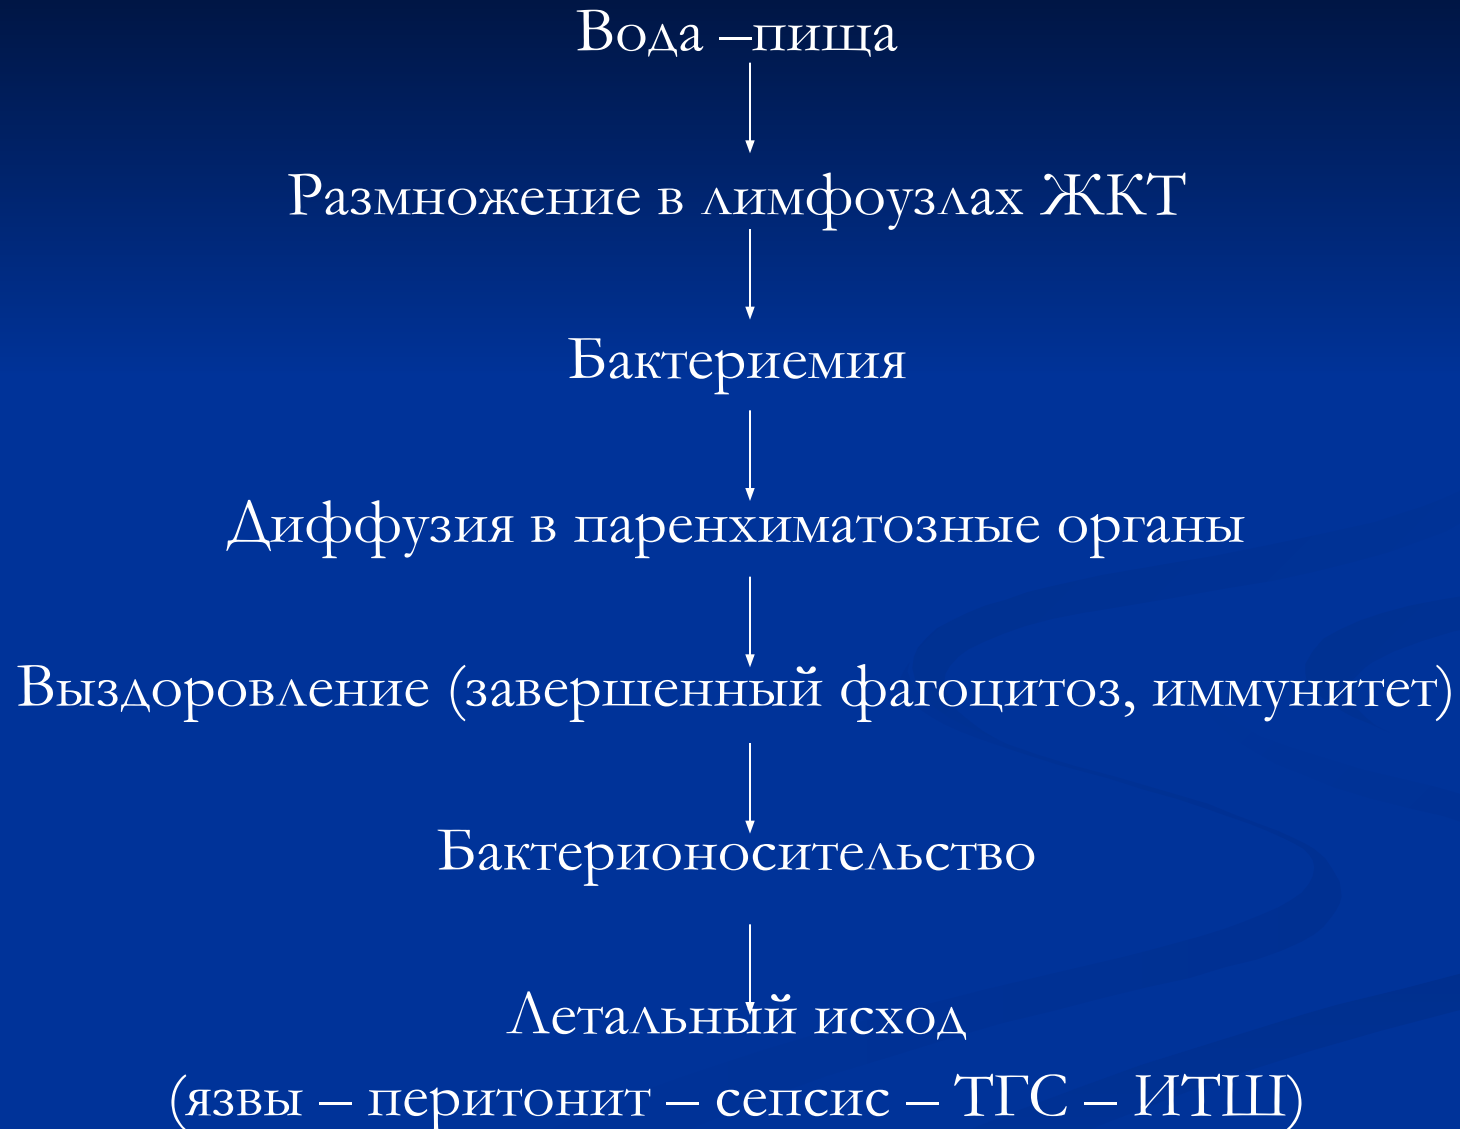 Вода –пища
Размножение в лимфоузлах ЖКТ
Бактериемия
Диффузия в паренхиматозные органы
Выздоровление (завершенный фагоцитоз, иммунитет)
Бактерионосительство
Летальный исход
(язвы – перитонит – сепсис – ТГС – ИТШ)